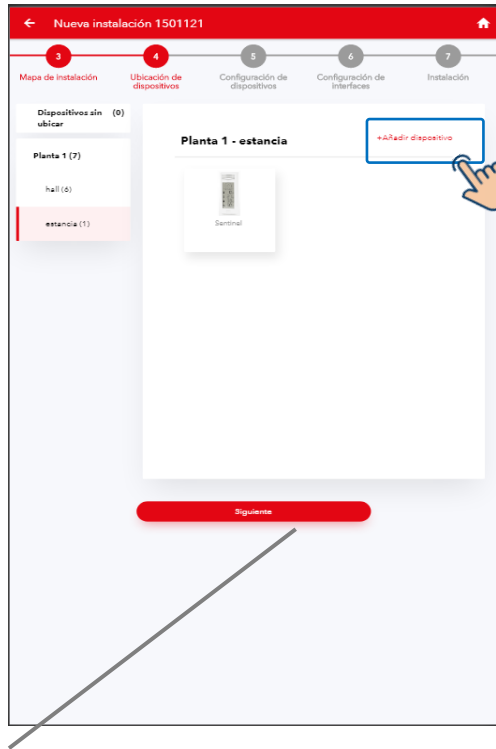 Nueva instalación 1501121
3 4 5 6 7
Mapa de instalación
Ubicación de
dispositivos
Configuración de
dispositivos
Configuración de
interfaces
Instalación
Dispositivos sin (0)
ubicar
Planta 1 (7)
hall (6)
estancia (1)
Planta 1 - estancia
+Añadir dispositivo
Sentinel
Siguiente